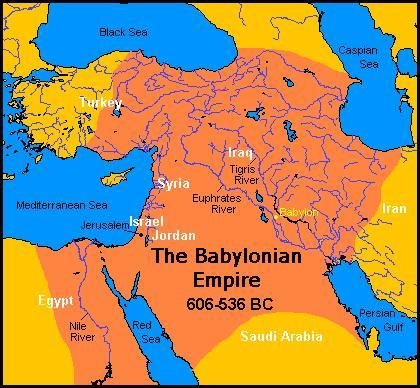 Black Sea
Caspian
Sea
Turkey
Iraq
Tigris
River
Syria
Euphrates
River
Iran
Mediterranean Sea
Babylon
Jerusalem
Israel
Jordan
The Babylonian
Empire
606-536 BC
Egypt
Nile
River
Red
Sea
Saudi Arabia
Persian
Gulf